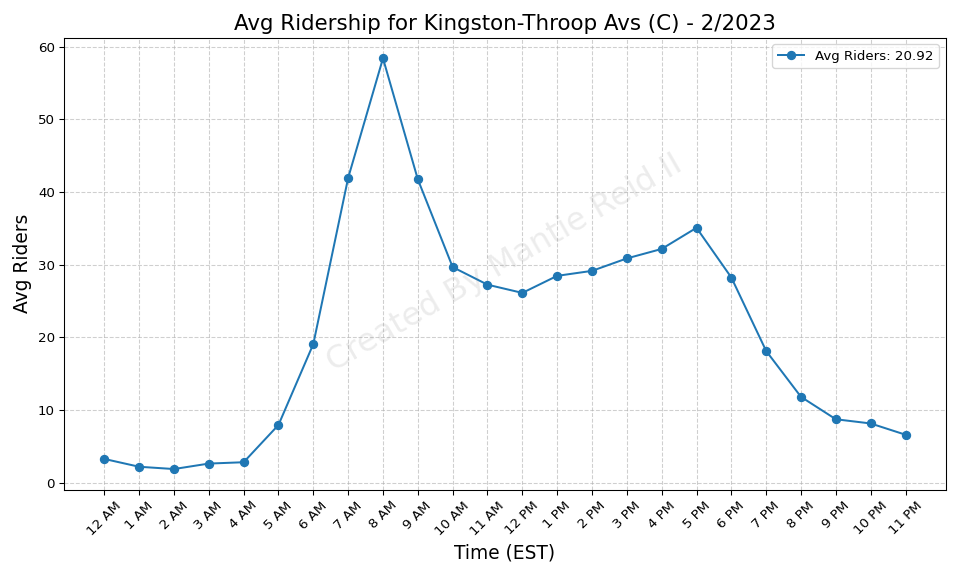 Avg Ridership for Kingston-Throop Avs (C) - 2/2023
Avg Riders: 20.92
Avg Riders
60
50
40
30
20
10
0
Created By Mantie Reid II
12 AM 1 AM 2 AM 3 AM 4 AM 5 AM 6 AM 7 AM 8 AM 9 AM 10 AM 11 AM 12 PM 1 PM 2 PM 3 PM 4 PM 5 PM 6 PM 7 PM 8 PM 9 PM 10 PM 11 PM
Time (EST)